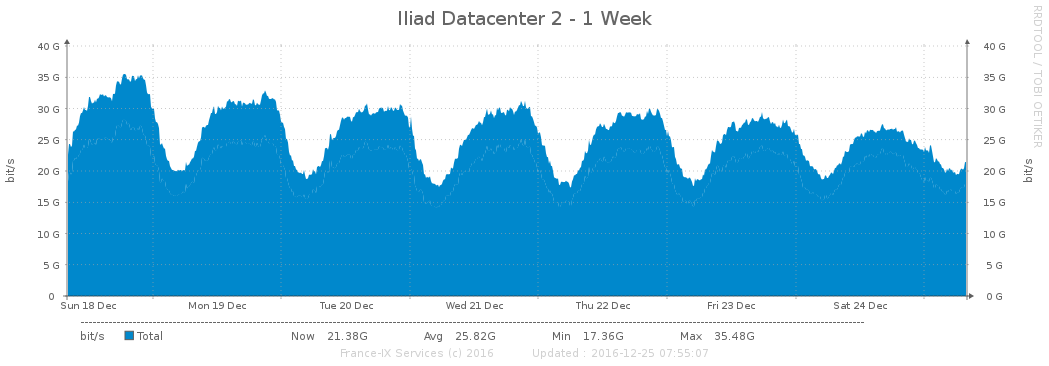 Iliad Datacenter 2 - 1 Week
RRDTOOL / TOBI OETIKER
40 G 40 G
35 G 35 G
30 G 30 G
25 G 25 G
20 G 20 G
15 G 15 G
10 G 10 G
5 G 5 G
0 0 G
bit/s bit/s
Sun 18 Dec Mon 19 Dec Tue 20 Dec Wed 21 Dec Thu 22 Dec Fri 23 Dec Sat 24 Dec
bit/s Total Now 21.38G Avg 25.82G Min 17.36G Max 35.48G
France-IX Services (c) 2016 Updated : 2016-12-25 07:55:07